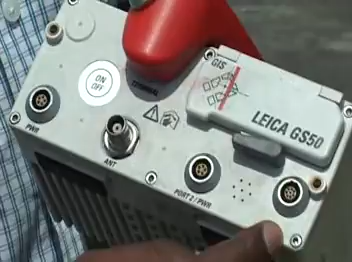 ON
OFF
GIS
LEICA GS50
PWR
ANT
PORT 2 / PWR